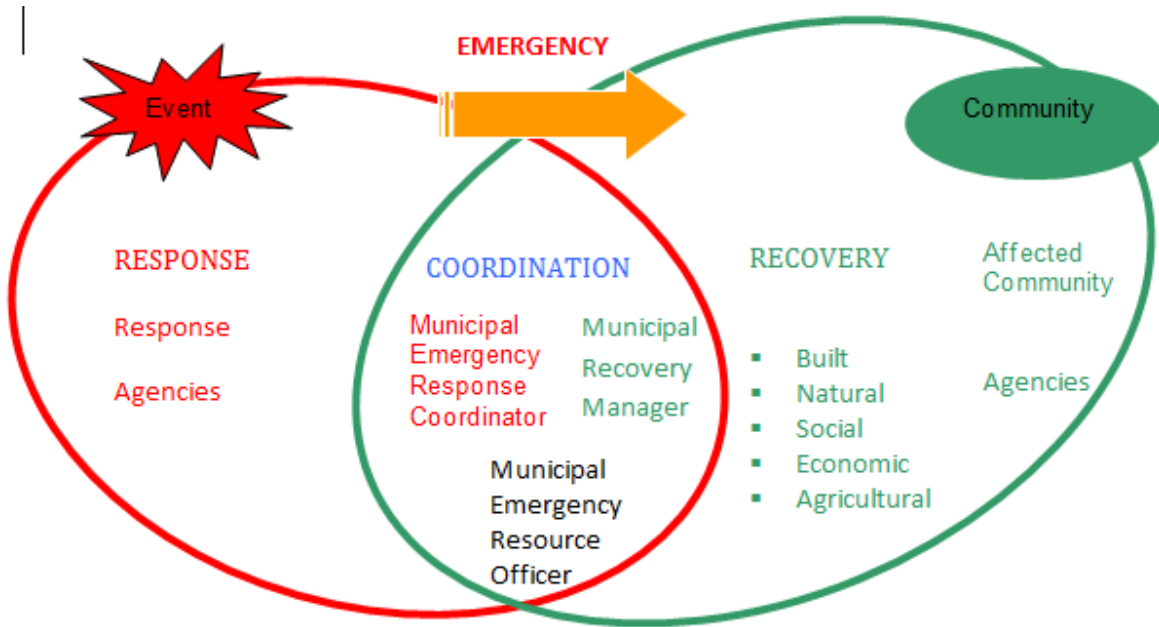 EMERGENCY
Event
Community
RESPONSE
Response
Agencies
COORDINATION
Municipal
Emergency
Response
Coordinator
Municipal
Recovery
Manager
Municipal
Emergency
Resource
Officer
RECOVERY
▪ Built
▪ Natural
▪ Social
▪ Economic
▪ Agricultural
Affected
Community
Agencies